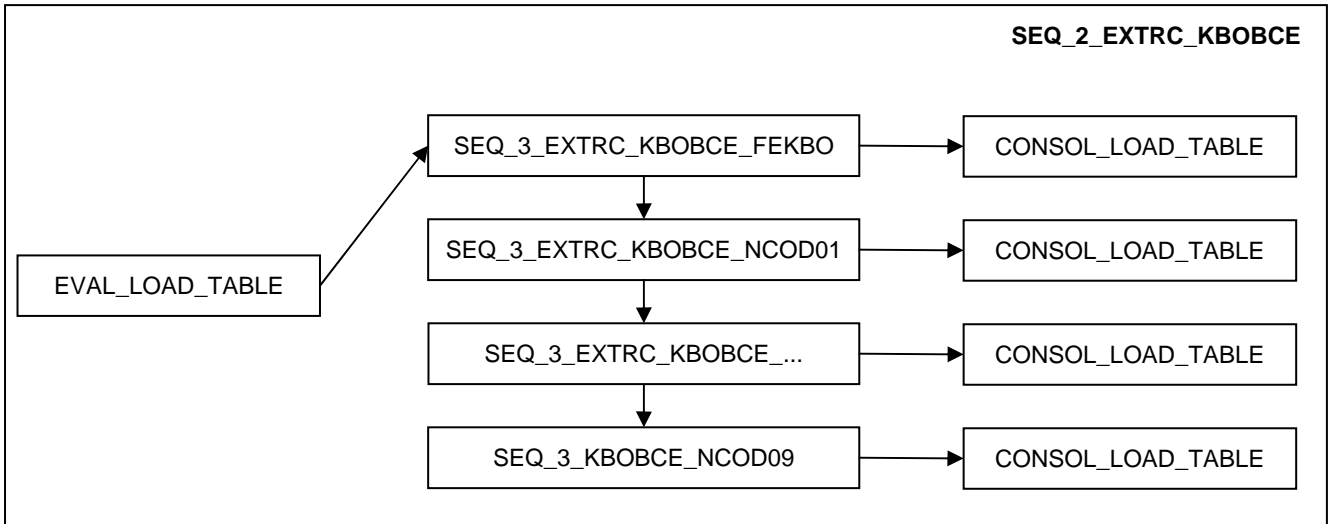 SEQ_2_EXTRC_KBOBCE
SEQ_3_EXTRC_KBOBCE_FEKBO
CONSOL_LOAD_TABLE
SEQ_3_EXTRC_KBOBCE_NCOD01
CONSOL_LOAD_TABLE
EVAL_LOAD_TABLE
SEQ_3_EXTRC_KBOBCE_...
CONSOL_LOAD_TABLE
SEQ_3_KBOBCE_NCOD09
CONSOL_LOAD_TABLE